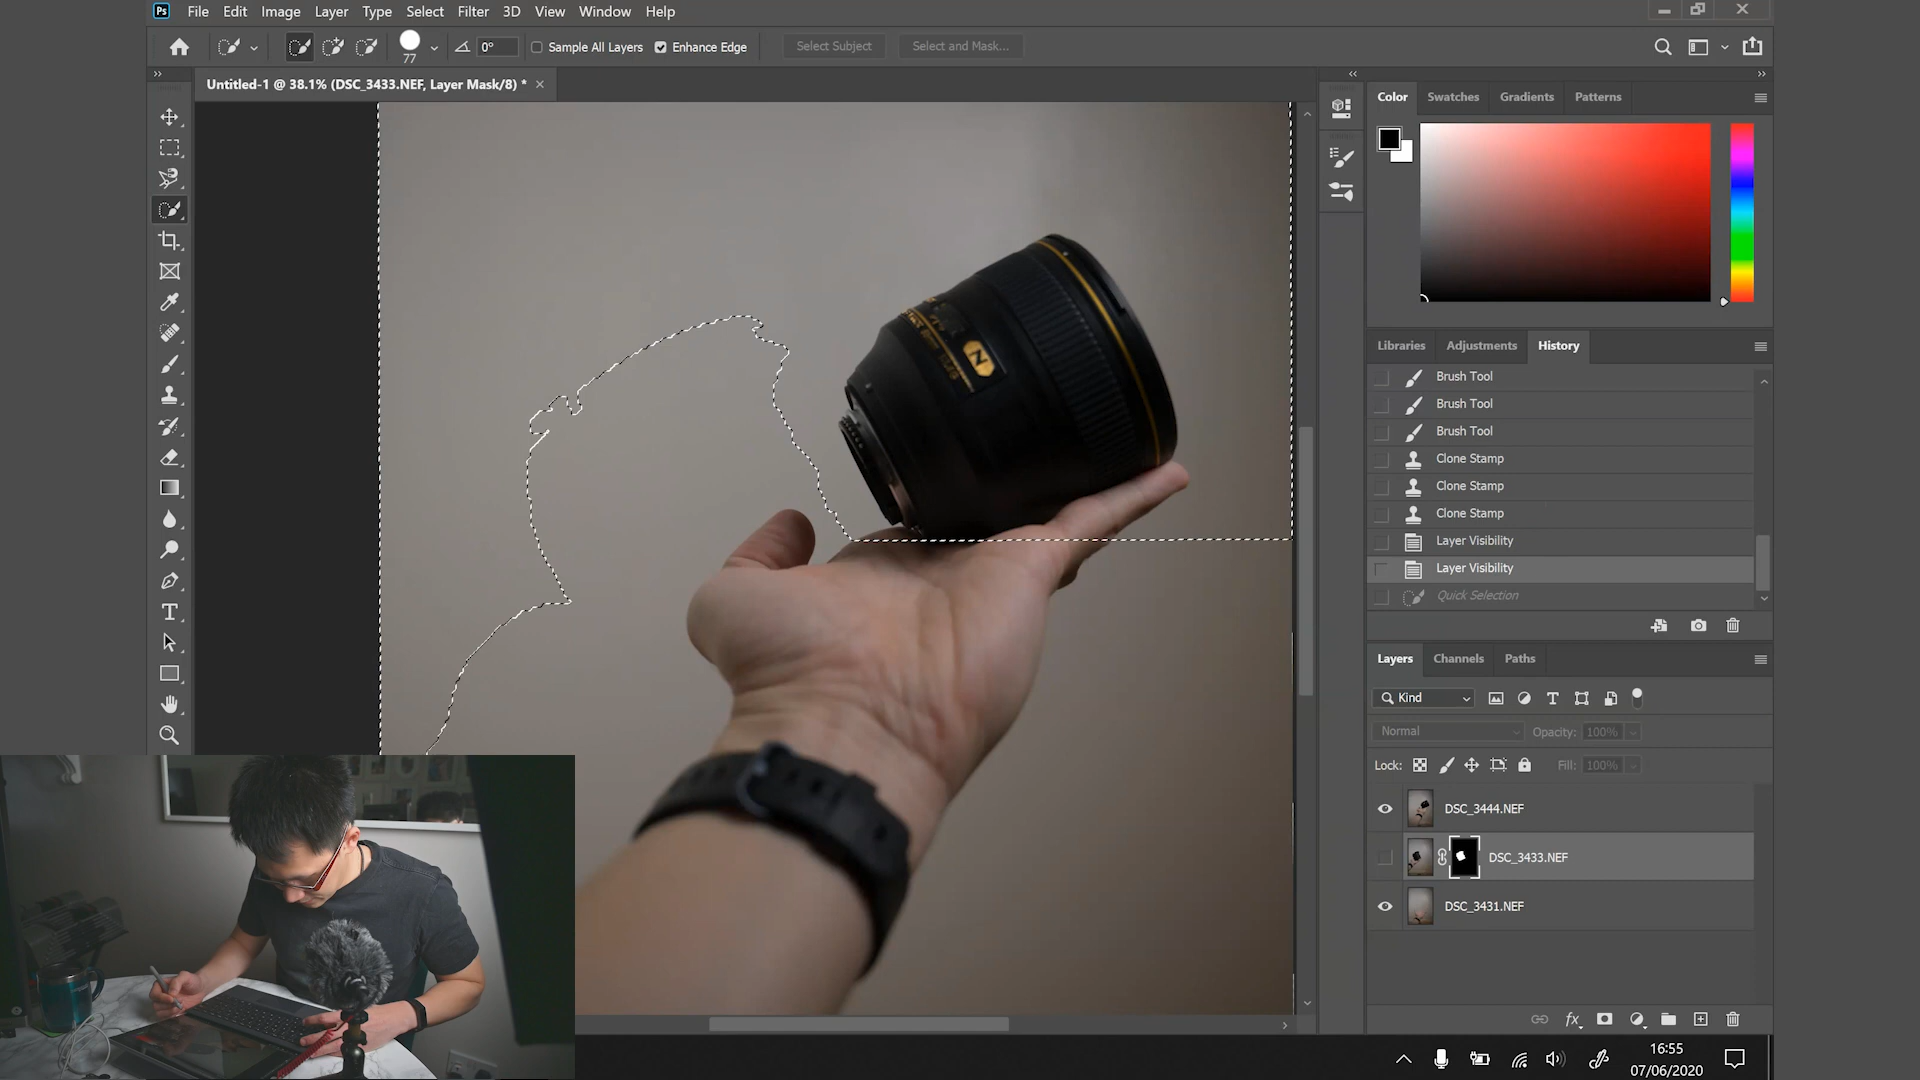 Ps File Edit Image Layer Type Select Filter 3D View Window Help
77 0° Sample All Layers Enhance Edge Select Subject Select and Mask...
Untitled-1 @ 38.1% (DSC_3433.NEF, Layer Mask/8) *
Color Swatches Gradients Patterns
N
Libraries Adjustments History
Brush Tool
Brush Tool
Brush Tool
Clone Stamp
Clone Stamp
Clone Stamp
Layer Visibility
Layer Visibility
Quick Selection
Layers Channels Paths
Kind
Normal Opacity: 100%
Lock: Fill: 100%
DSC_3444.NEF
DSC_3433.NEF
DSC_3431.NEF
fx
16:55
07/06/2020